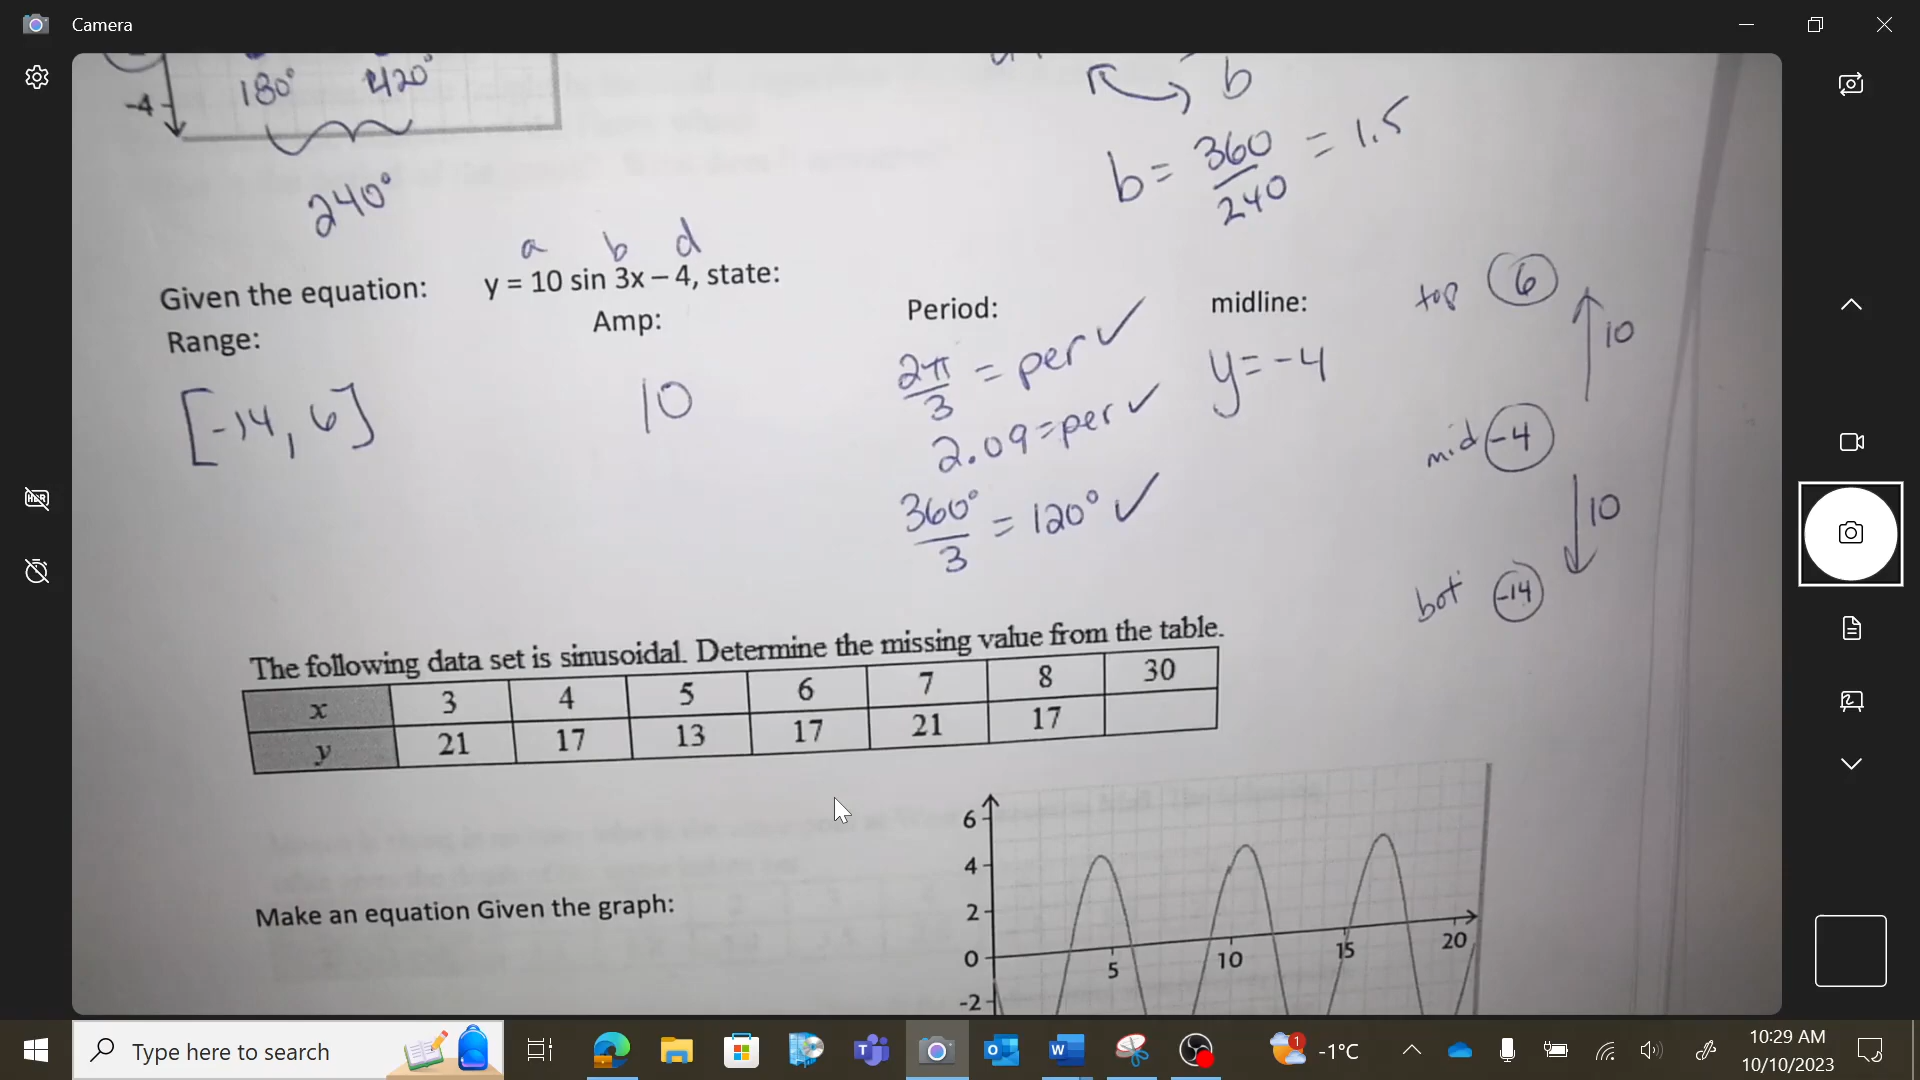 Camera
180° 420°
-4
240°
b
b = 360/240 = 1.5
a b d
Given the equation: y = 10 sin 3x – 4, state:
Range: Amp: Period: midline:
[-14, 6]
10
2π/3 = per ✓
2.09 = per ✓
360°/3 = 120° ✓
y = -4
top 6
10
mid -4
10
bot -14
The following data set is sinusoidal. Determine the missing value from the table.
x 3 4 5 6 7 8 30
y 21 17 13 17 21 17
Make an equation Given the graph:
6
4
2
0
-2
5 10 15 20
Type here to search
1 -1°C
10:29 AM
10/10/2023